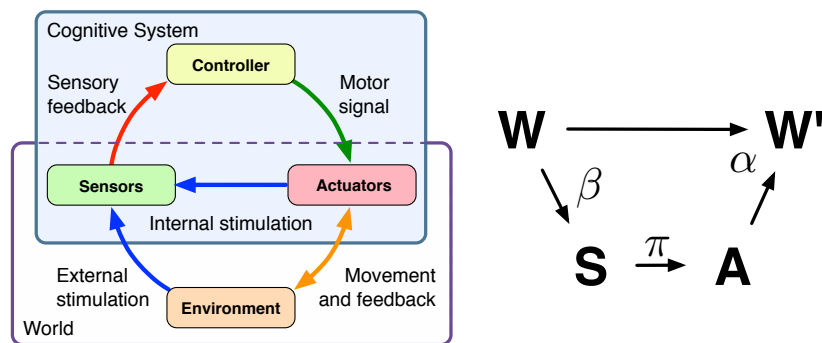 Cognitive System
Controller
Sensory
feedback
Motor
signal
Sensors
Actuators
Internal stimulation
External
stimulation
Movement
and feedback
Environment
World
W
W'
α
β
π
S
A